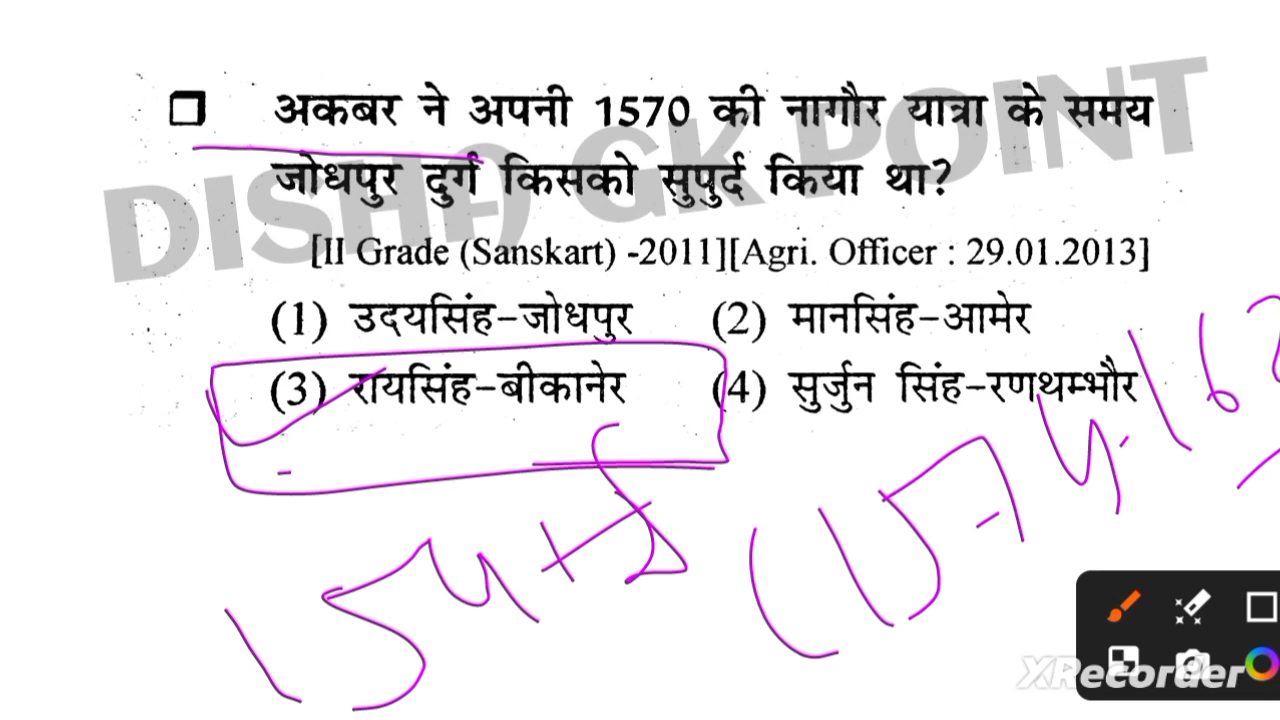 DISHA GK POINT
❒ अकबर ने अपनी 1570 की नागौर यात्रा के समय
जोधपुर दुर्ग किसको सुपुर्द किया था?
[II Grade (Sanskart) -2011][Agri. Officer : 29.01.2013]
(1) उदयसिंह-जोधपुर (2) मानसिंह-आमेर
(3) रायसिंह-बीकानेर (4) सुर्जुन सिंह-रणथम्भौर
XRecorder